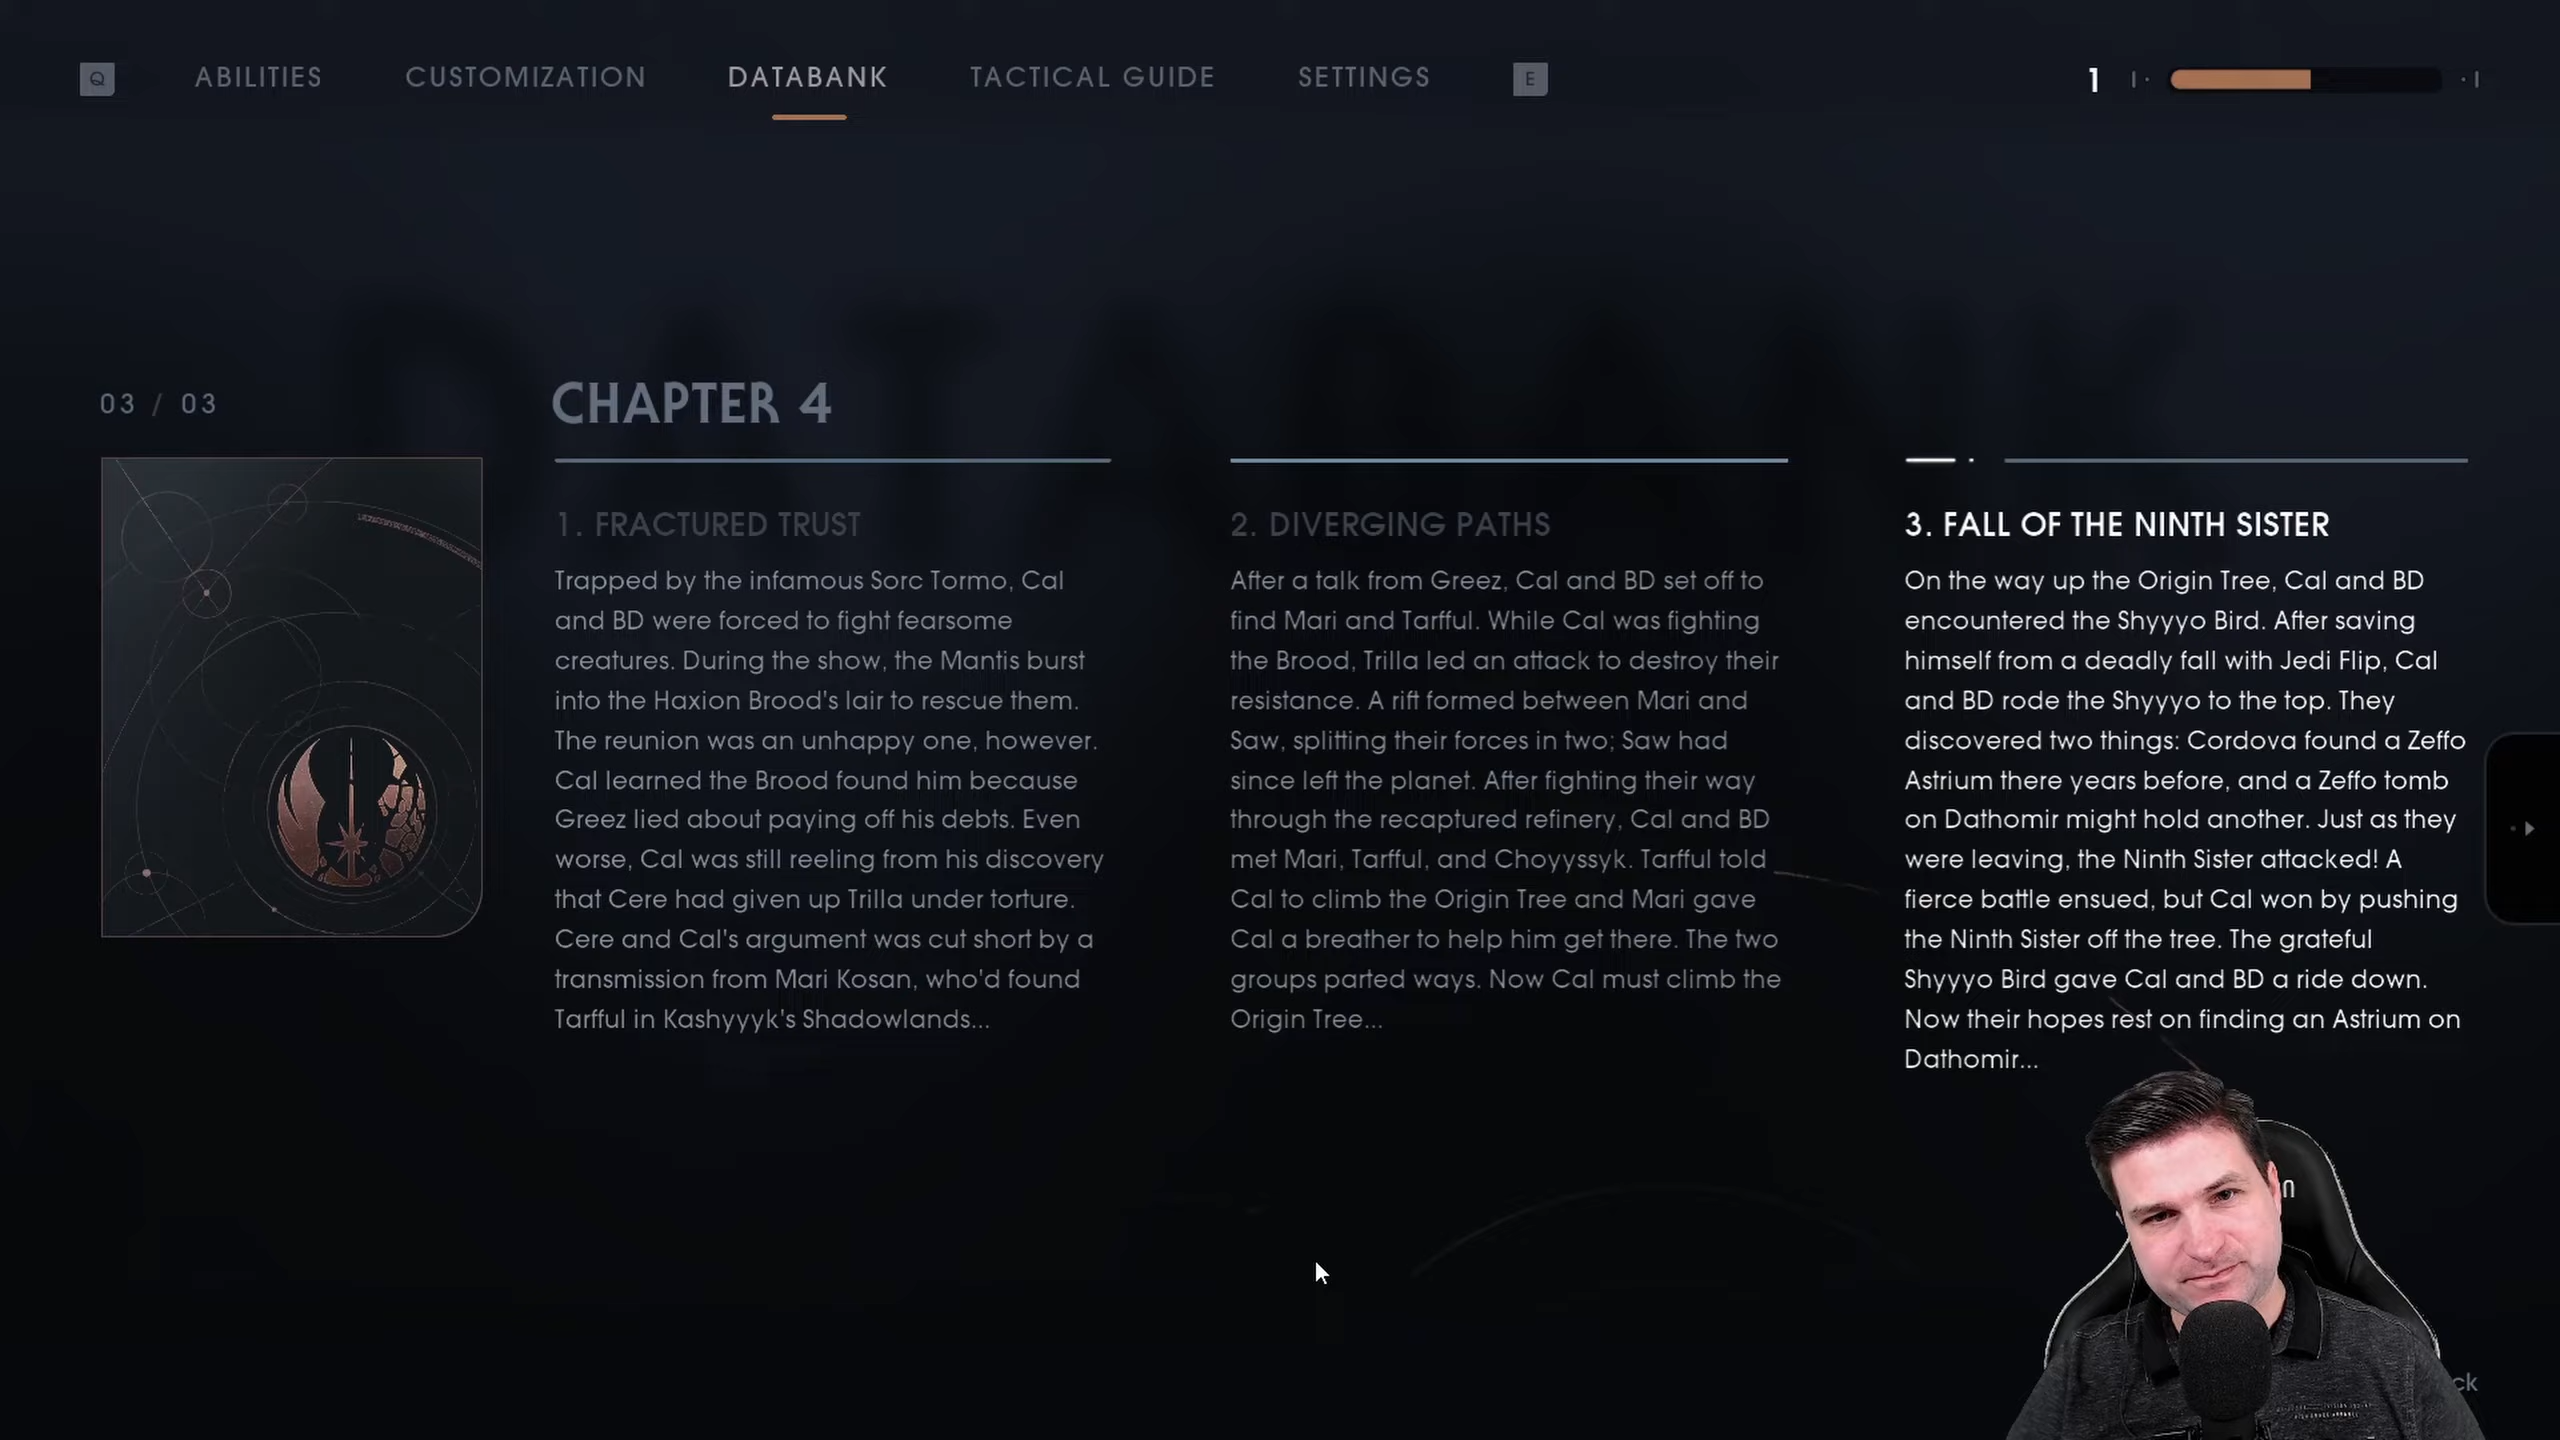 Q ABILITIES CUSTOMIZATION DATABANK TACTICAL GUIDE SETTINGS E 1
03 / 03
CHAPTER 4
1. FRACTURED TRUST
Trapped by the infamous Sorc Tormo, Cal
and BD were forced to fight fearsome
creatures. During the show, the Mantis burst
into the Haxion Brood's lair to rescue them.
The reunion was an unhappy one, however.
Cal learned the Brood found him because
Greez lied about paying off his debts. Even
worse, Cal was still reeling from his discovery
that Cere had given up Trilla under torture.
Cere and Cal's argument was cut short by a
transmission from Mari Kosan, who'd found
Tarfful in Kashyyyk's Shadowlands...
2. DIVERGING PATHS
After a talk from Greez, Cal and BD set off to
find Mari and Tarfful. While Cal was fighting
the Brood, Trilla led an attack to destroy their
resistance. A rift formed between Mari and
Saw, splitting their forces in two; Saw had
since left the planet. After fighting their way
through the recaptured refinery, Cal and BD
met Mari, Tarfful, and Choyyssyk. Tarfful told
Cal to climb the Origin Tree and Mari gave
Cal a breather to help him get there. The two
groups parted ways. Now Cal must climb the
Origin Tree...
3. FALL OF THE NINTH SISTER
On the way up the Origin Tree, Cal and BD
encountered the Shyyyo Bird. After saving
himself from a deadly fall with Jedi Flip, Cal
and BD rode the Shyyyo to the top. They
discovered two things: Cordova found a Zeffo
Astrium there years before, and a Zeffo tomb
on Dathomir might hold another. Just as they
were leaving, the Ninth Sister attacked! A
fierce battle ensued, but Cal won by pushing
the Ninth Sister off the tree. The grateful
Shyyyo Bird gave Cal and BD a ride down.
Now their hopes rest on finding an Astrium on
Dathomir...